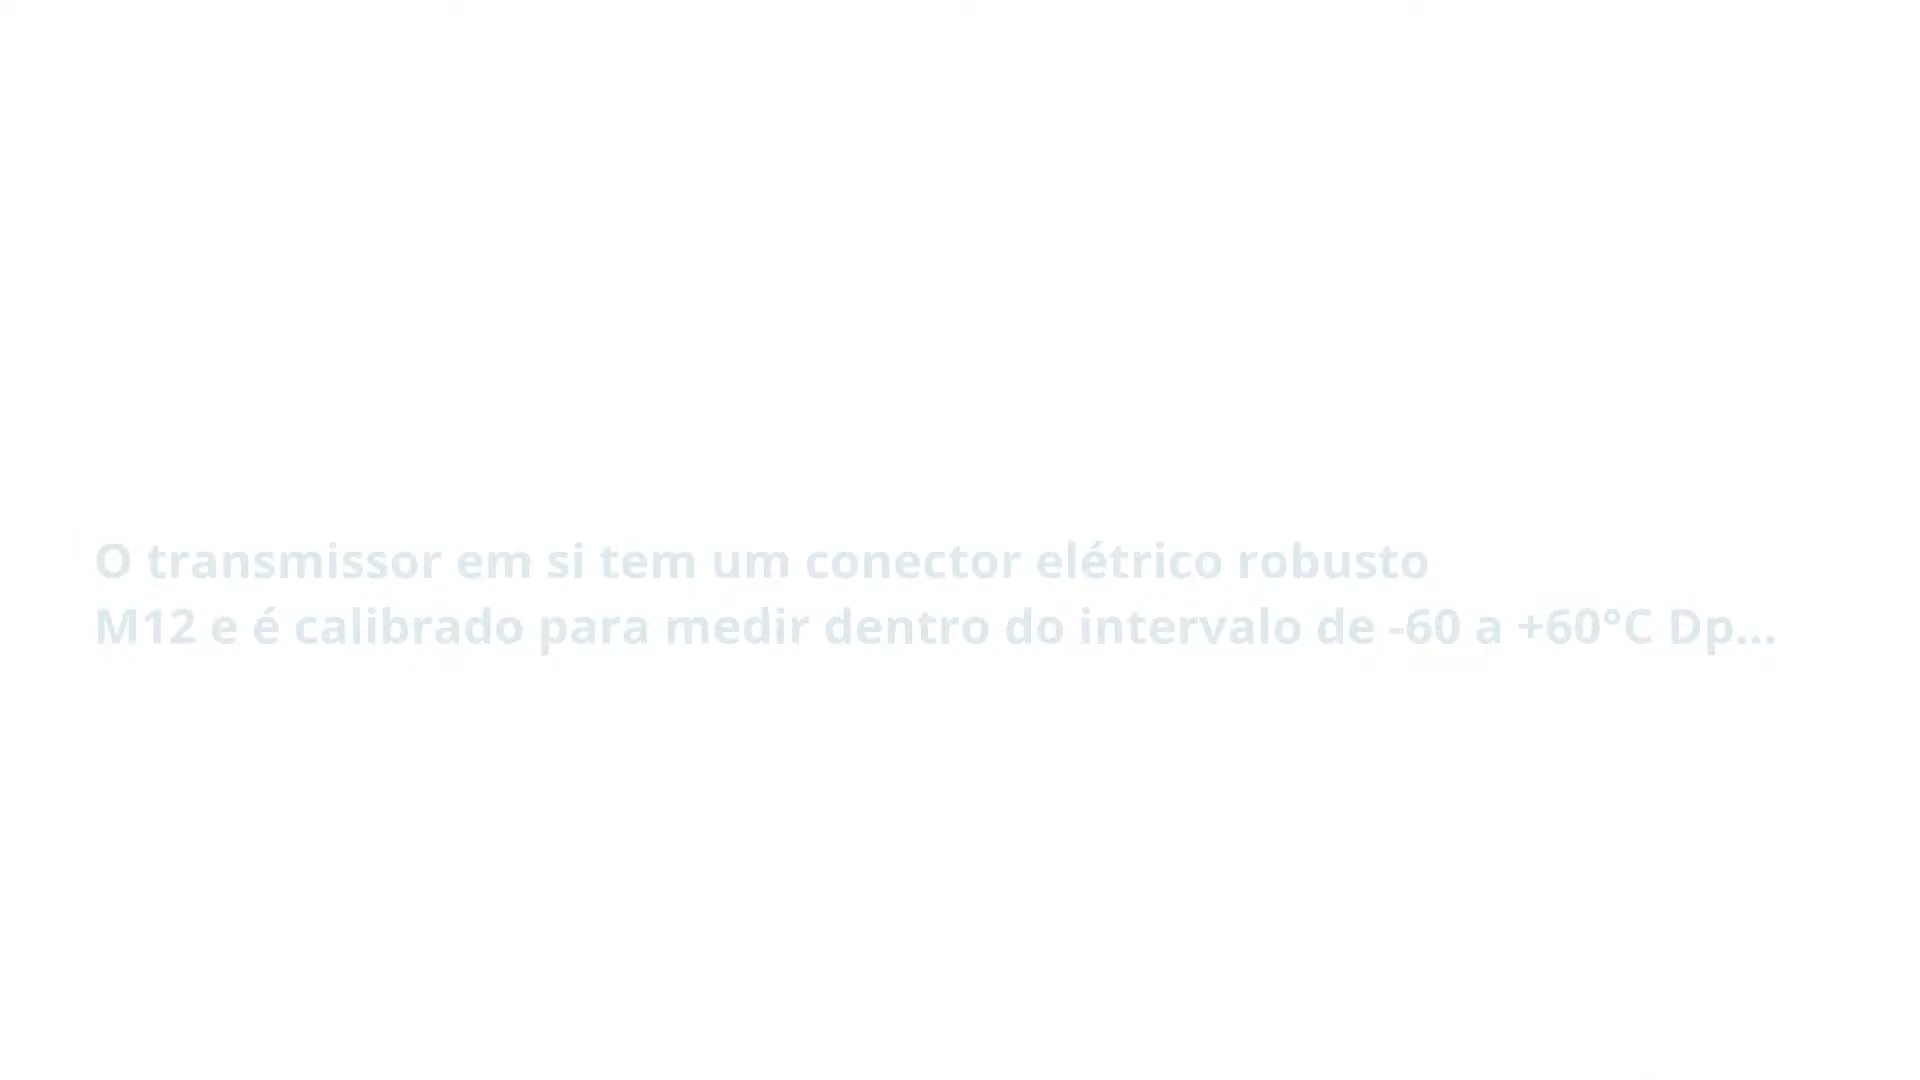 O transmissor em si tem um conector elétrico robusto
M12 e é calibrado para medir dentro do intervalo de -60 a +60°C Dp...